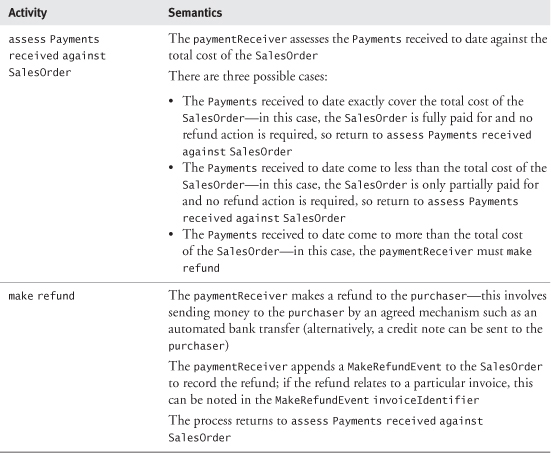 Activity Semantics
assess Payments The paymentReceiver assesses the Payments received to date against the
received against total cost of the SalesOrder
SalesOrder There are three possible cases:
• The Payments received to date exactly cover the total cost of the
SalesOrder—in this case, the SalesOrder is fully paid for and no
refund action is required, so return to assess Payments received
against SalesOrder
• The Payments received to date come to less than the total cost of the
SalesOrder—in this case, the SalesOrder is only partially paid for
and no refund action is required, so return to assess Payments
received against SalesOrder
• The Payments received to date come to more than the total cost
of the SalesOrder—in this case, the paymentReceiver must make
refund
make refund The paymentReceiver makes a refund to the purchaser—this involves
sending money to the purchaser by an agreed mechanism such as an
automated bank transfer (alternatively, a credit note can be sent to the
purchaser)
The paymentReceiver appends a MakeRefundEvent to the SalesOrder
to record the refund; if the refund relates to a particular invoice, this
can be noted in the MakeRefundEvent invoiceIdentifier
The process returns to assess Payments received against
SalesOrder